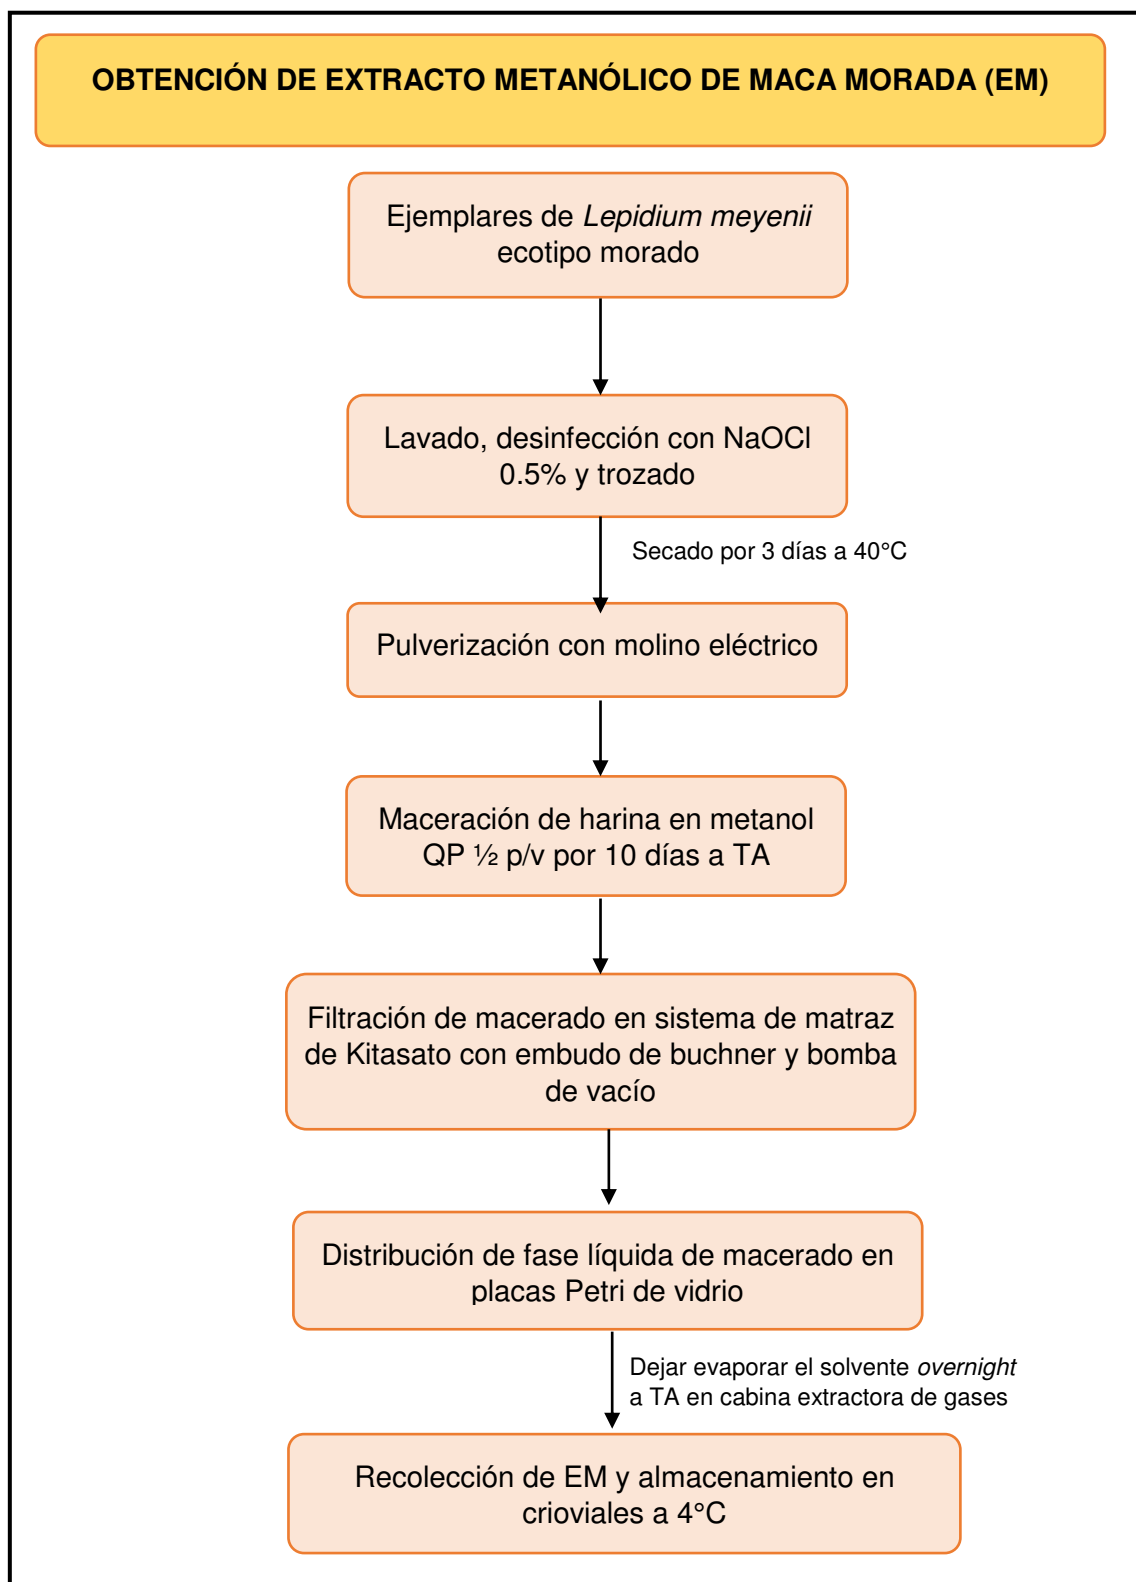 OBTENCIÓN DE EXTRACTO METANÓLICO DE MACA MORADA (EM)
Ejemplares de Lepidium meyenii
ecotipo morado
Lavado, desinfección con NaOCl
0.5% y trozado
Secado por 3 días a 40°C
Pulverización con molino eléctrico
Maceración de harina en metanol
QP ½ p/v por 10 días a TA
Filtración de macerado en sistema de matraz
de Kitasato con embudo de buchner y bomba
de vacío
Distribución de fase líquida de macerado en
placas Petri de vidrio
Dejar evaporar el solvente overnight
a TA en cabina extractora de gases
Recolección de EM y almacenamiento en
crioviales a 4°C